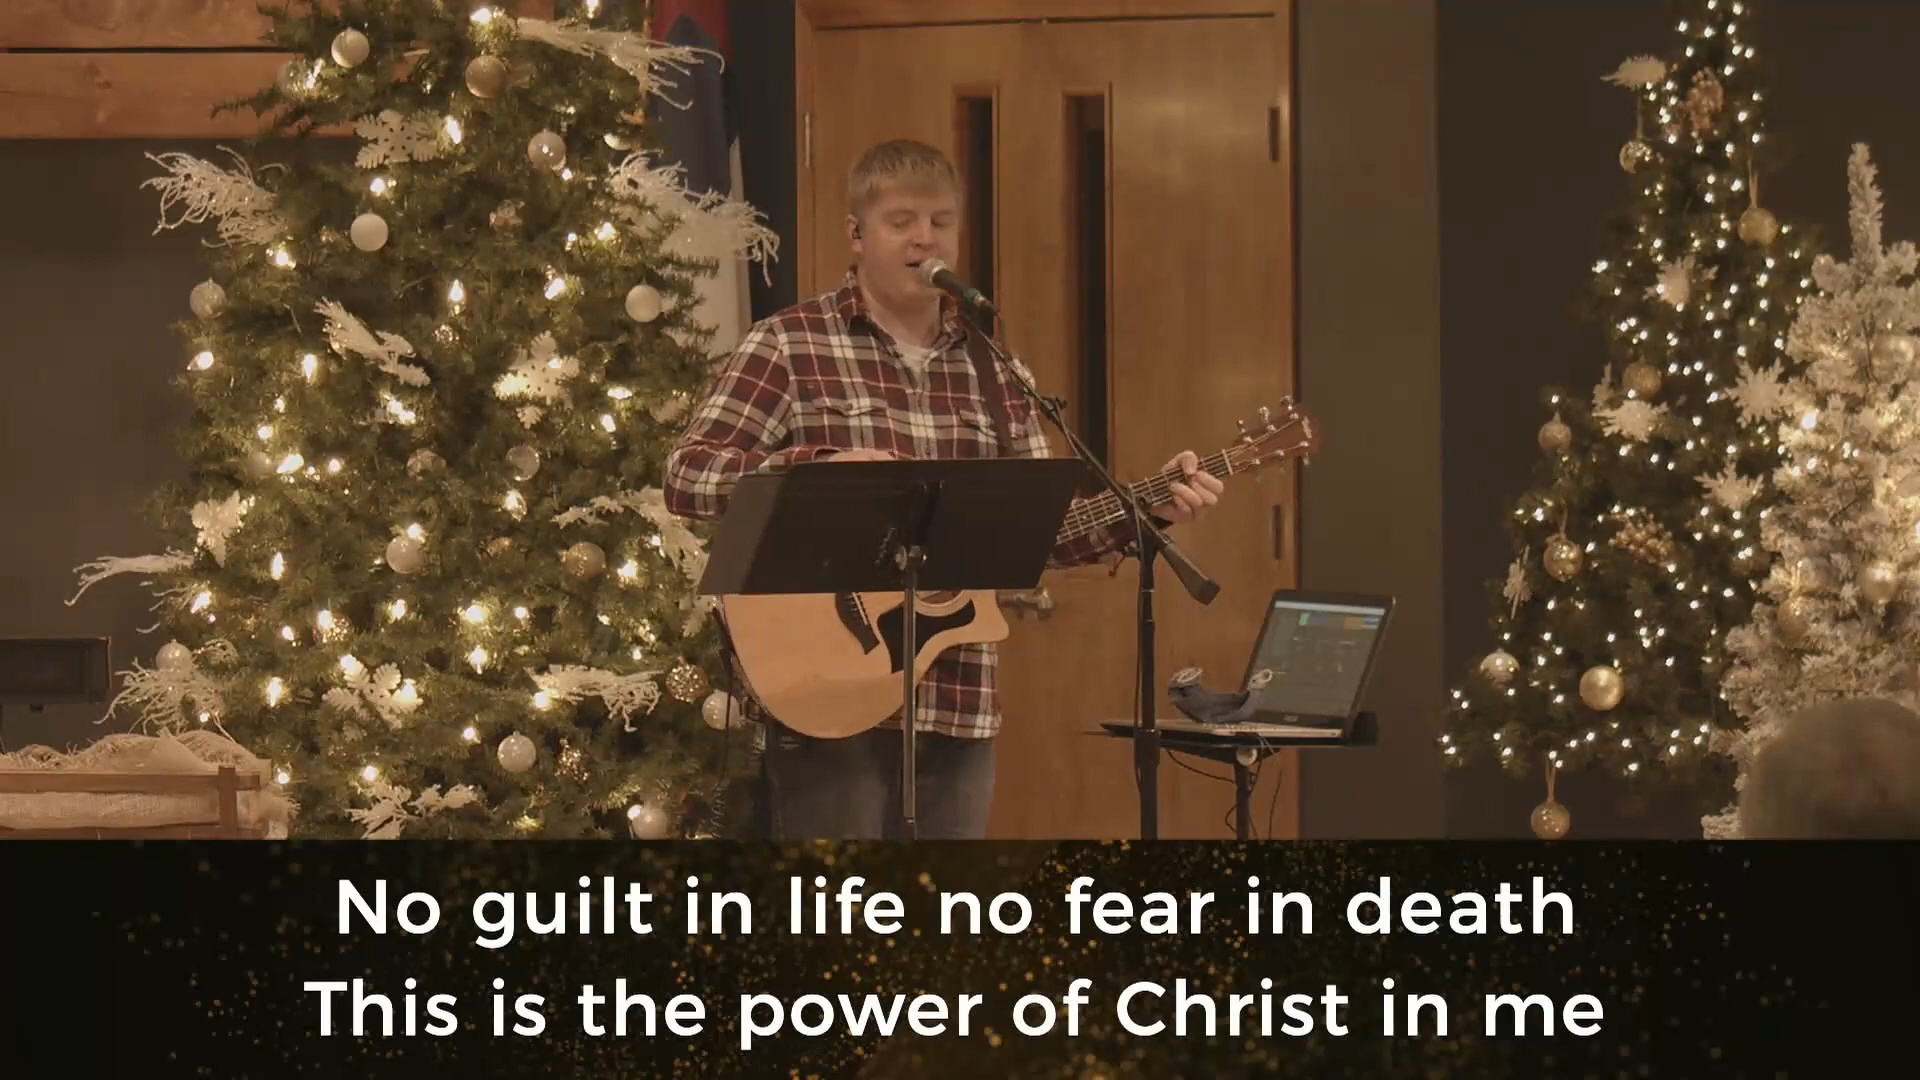 No guilt in life no fear in death
This is the power of Christ in me